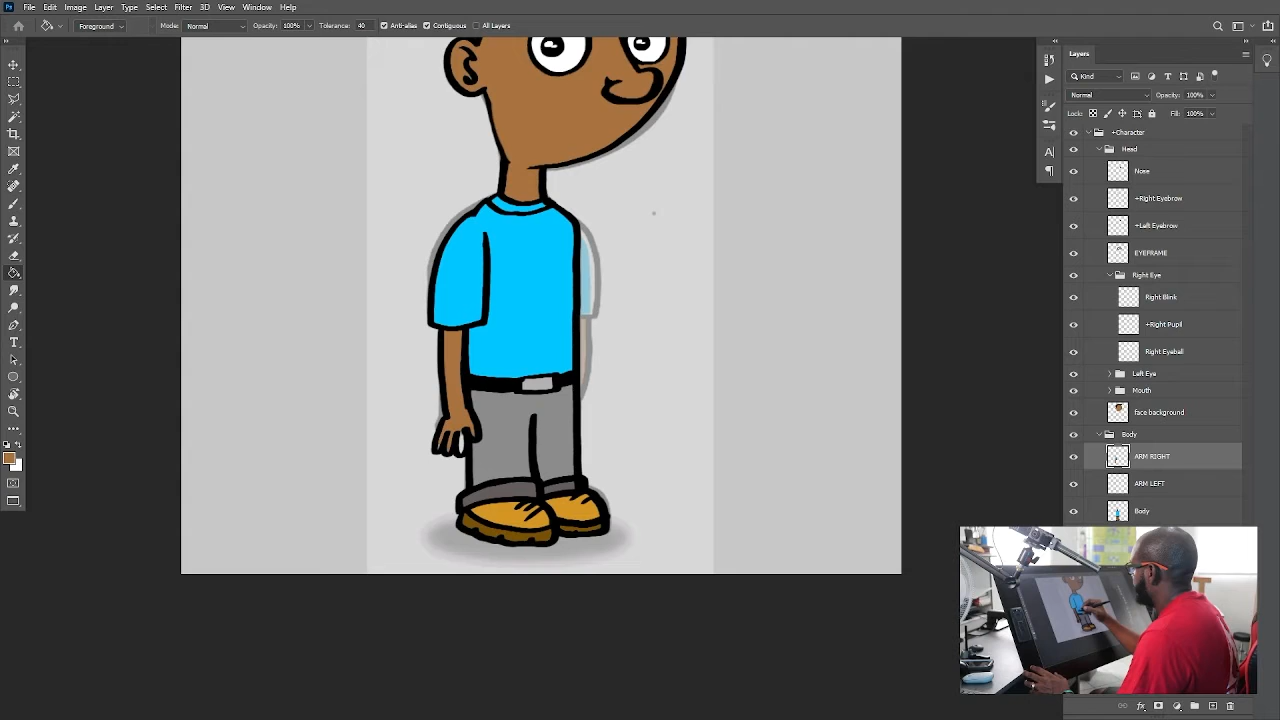 Ps File Edit Image Layer Type Select Filter 3D View Window Help
Foreground Mode: Normal Opacity: 100% Tolerance: 40 Anti-alias Contiguous All Layers
Layers
Kind
Normal Opacity: 100%
Lock: Fill: 100%
+Character
Head
Nose
+Right Eyebrow
+Left Eyebrow
EYEFRAME
Right Eye
Right Blink
+Right Pupil
Right Eyeball
Left Eye
Mouth
face background
Body
ARM RIGHT
ARM LEFT
Body